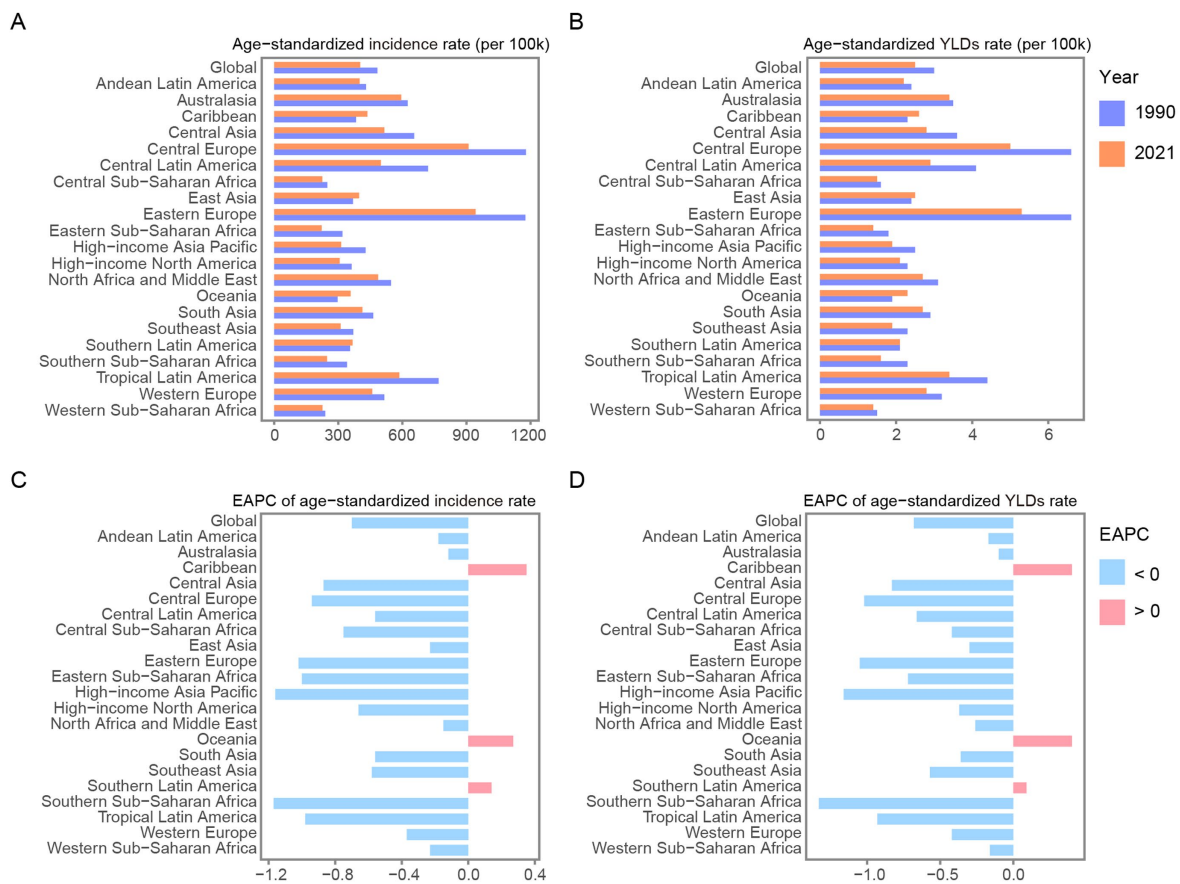 A
Age−standardized incidence rate (per 100k)
Global
Andean Latin America
Australasia
Caribbean
Central Asia
Central Europe
Central Latin America
Central Sub−Saharan Africa
East Asia
Eastern Europe
Eastern Sub−Saharan Africa
High−income Asia Pacific
High−income North America
North Africa and Middle East
Oceania
South Asia
Southeast Asia
Southern Latin America
Southern Sub−Saharan Africa
Tropical Latin America
Western Europe
Western Sub−Saharan Africa
0 300 600 900 1200
B
Age−standardized YLDs rate (per 100k)
Global
Andean Latin America
Australasia
Caribbean
Central Asia
Central Europe
Central Latin America
Central Sub−Saharan Africa
East Asia
Eastern Europe
Eastern Sub−Saharan Africa
High−income Asia Pacific
High−income North America
North Africa and Middle East
Oceania
South Asia
Southeast Asia
Southern Latin America
Southern Sub−Saharan Africa
Tropical Latin America
Western Europe
Western Sub−Saharan Africa
0 2 4 6
Year
1990
2021
C
EAPC of age−standardized incidence rate
Global
Andean Latin America
Australasia
Caribbean
Central Asia
Central Europe
Central Latin America
Central Sub−Saharan Africa
East Asia
Eastern Europe
Eastern Sub−Saharan Africa
High−income Asia Pacific
High−income North America
North Africa and Middle East
Oceania
South Asia
Southeast Asia
Southern Latin America
Southern Sub−Saharan Africa
Tropical Latin America
Western Europe
Western Sub−Saharan Africa
−1.2 −0.8 −0.4 0.0 0.4
D
EAPC of age−standardized YLDs rate
Global
Andean Latin America
Australasia
Caribbean
Central Asia
Central Europe
Central Latin America
Central Sub−Saharan Africa
East Asia
Eastern Europe
Eastern Sub−Saharan Africa
High−income Asia Pacific
High−income North America
North Africa and Middle East
Oceania
South Asia
Southeast Asia
Southern Latin America
Southern Sub−Saharan Africa
Tropical Latin America
Western Europe
Western Sub−Saharan Africa
−1.0 −0.5 0.0
EAPC
< 0
> 0